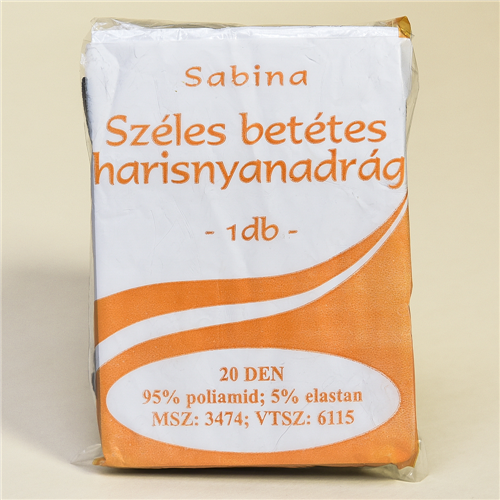 Sabina
Széles betétes
harisnyanadrág
- 1db -
20 DEN
95% poliamid; 5% elastan
MSZ: 3474; VTSZ: 6115